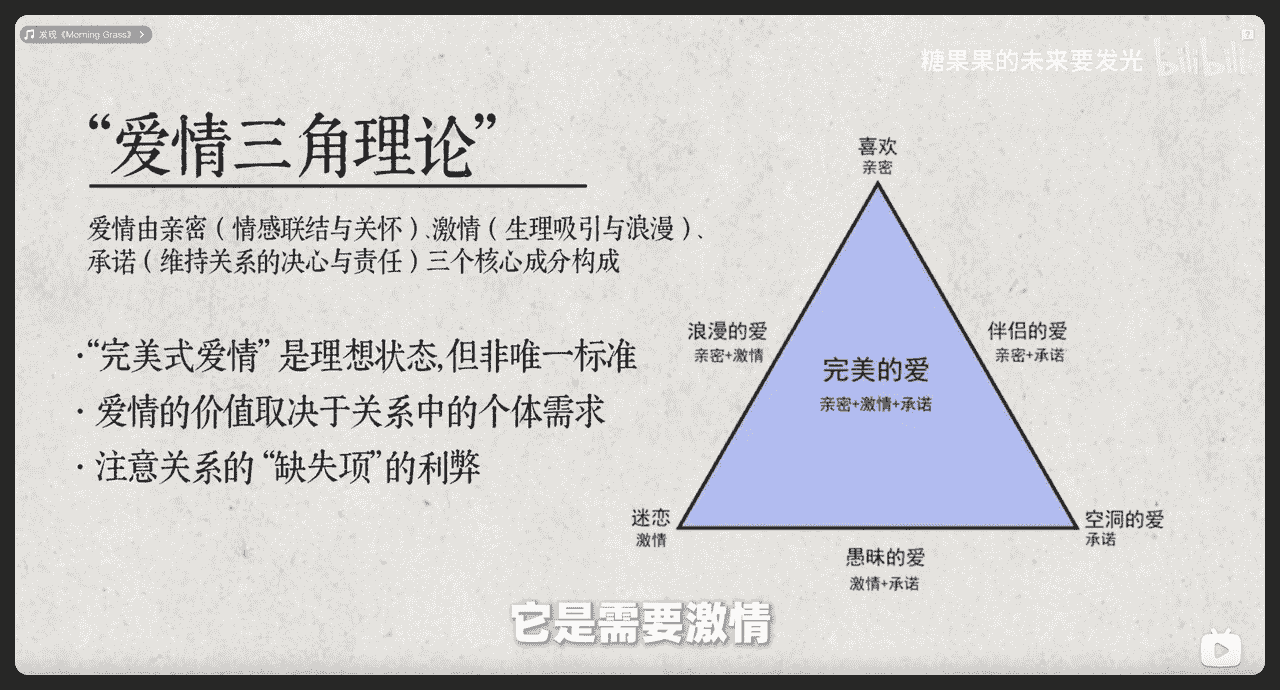 发现《Morning Grass》
糖果果的未来要发光 bilibili
“爱情三角理论”
爱情由亲密（情感联结与关怀）、激情（生理吸引与浪漫）、
承诺（维持关系的决心与责任）三个核心成分构成
·“完美式爱情”是理想状态,但非唯一标准
· 爱情的价值取决于关系中的个体需求
· 注意关系的“缺失项”的利弊
喜欢
亲密
浪漫的爱
亲密+激情
伴侣的爱
亲密+承诺
完美的爱
亲密+激情+承诺
迷恋
激情
空洞的爱
承诺
愚昧的爱
激情+承诺
它是需要激情